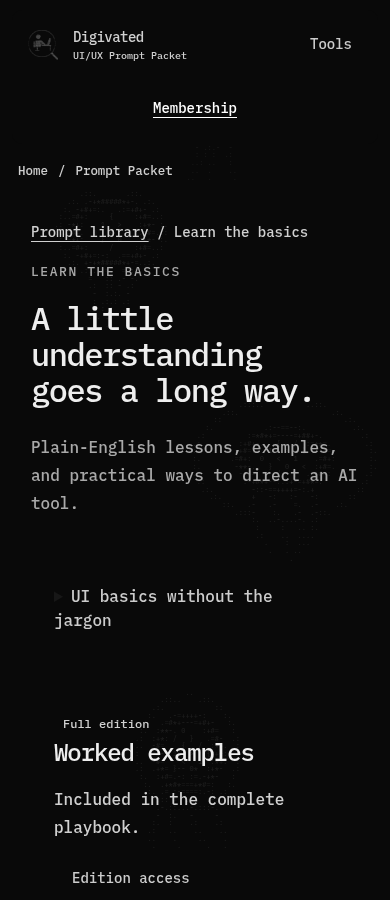 Digivated
UI/UX Prompt Packet
Tools
Membership
Home / Prompt Packet
Prompt library / Learn the basics
LEARN THE BASICS
A little
understanding
goes a long way.
Plain-English lessons, examples,
and practical ways to direct an AI
tool.
UI basics without the
jargon
Full edition
Worked examples
Included in the complete
playbook.
Edition access